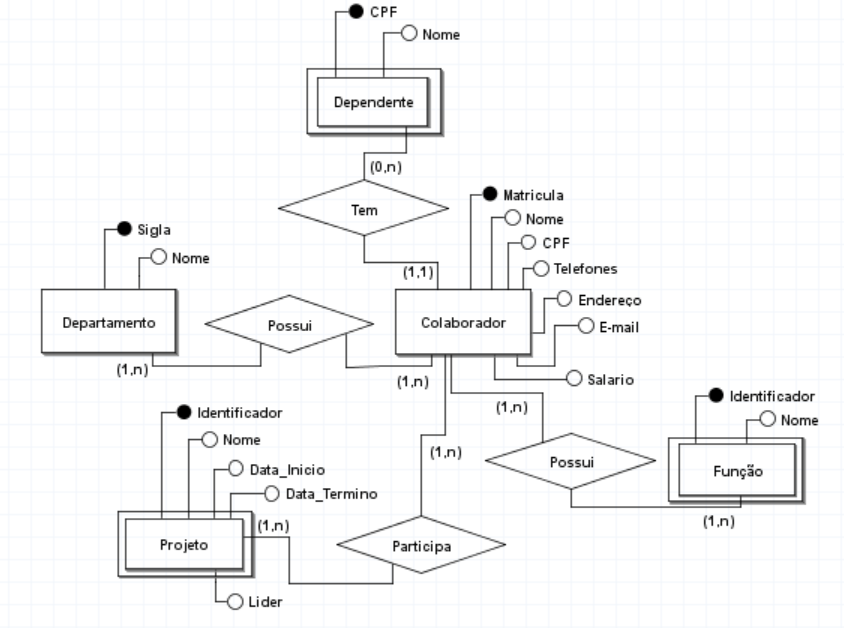 CPF
Nome
Dependente
(0,n)
Tem
(1,1)
Matricula
Nome
CPF
Telefones
Endereço
E-mail
Salario
Colaborador
Sigla
Nome
Departamento
(1,n)
Possui
(1,n)
(1,n)
Possui
Identificador
Nome
Função
(1,n)
(1,n)
Participa
Identificador
Nome
Data_Inicio
Data_Termino
(1,n)
Projeto
Lider